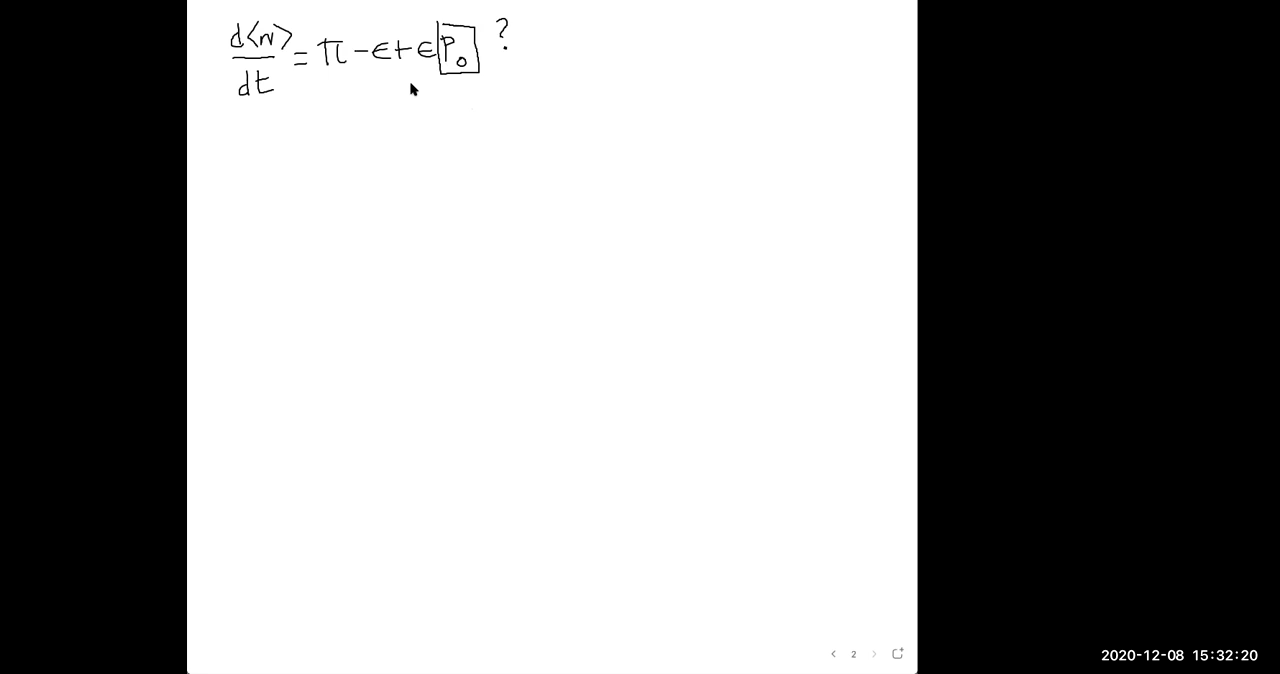 d⟨n⟩/dt = π - ϵ + ϵ P₀ ?
2
2020-12-08 15:32:20